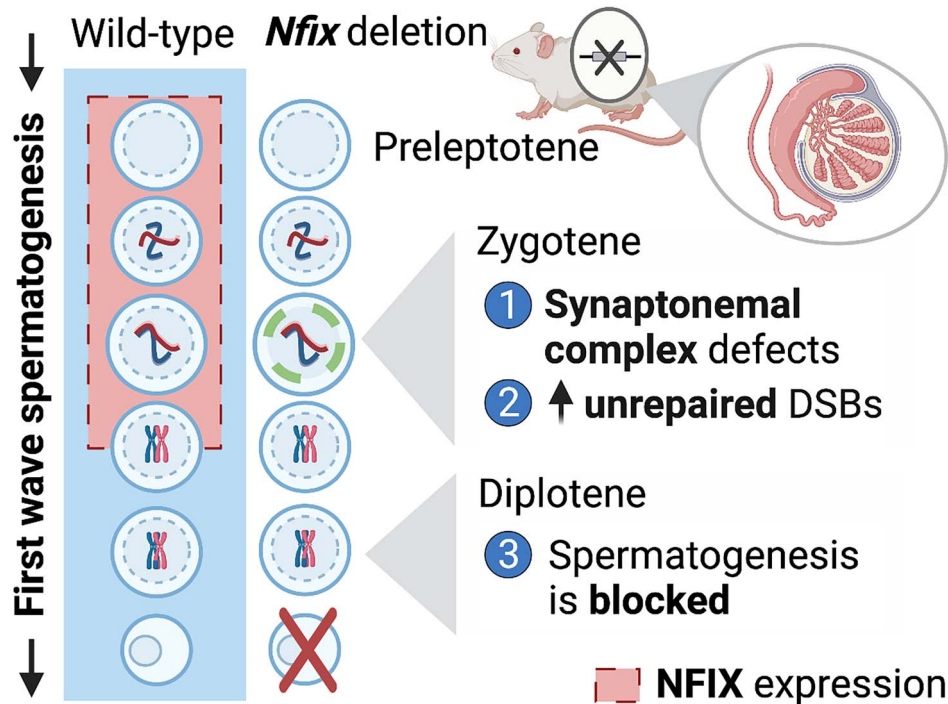 Wild-type
Nfix deletion
First wave spermatogenesis
Preleptotene
Zygotene
1 Synaptonemal
complex defects
2 ↑ unrepaired DSBs
Diplotene
3 Spermatogenesis
is blocked
NFIX expression